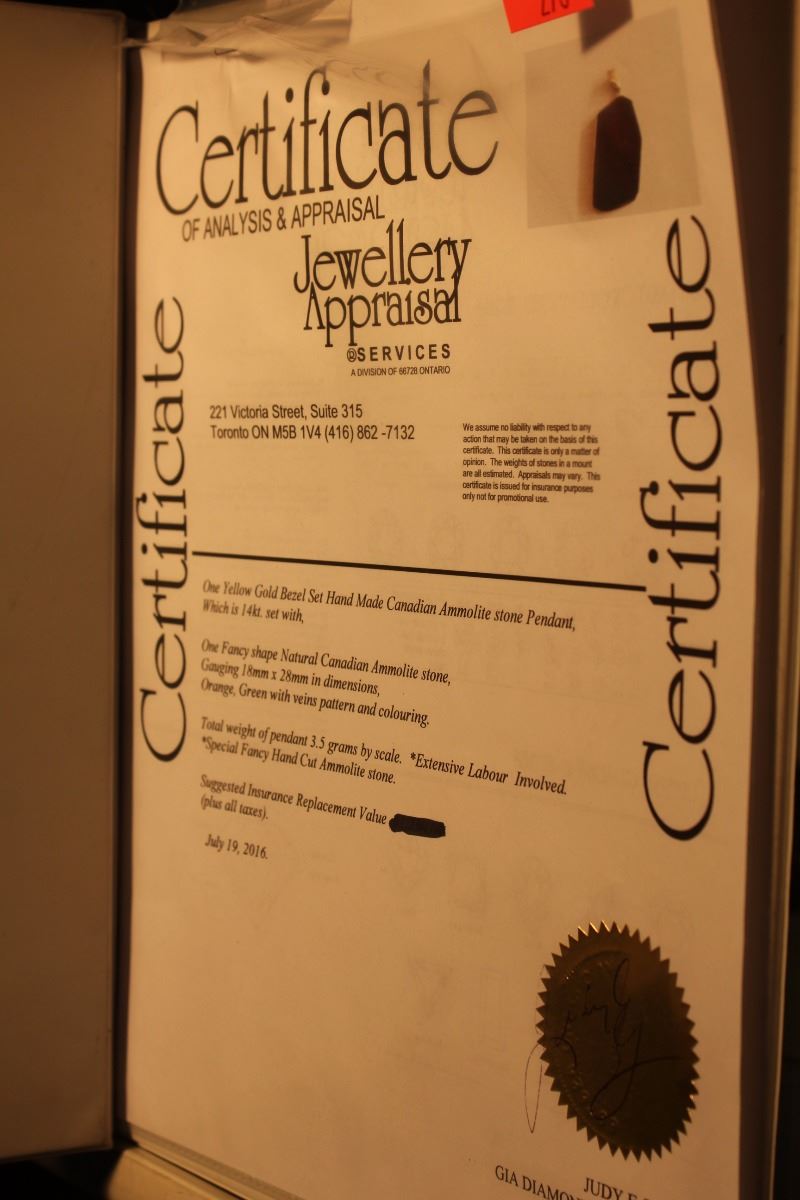 Certificate
OF ANALYSIS & APPRAISAL
Jewellery
Appraisal
®SERVICES
A DIVISION OF 66728 ONTARIO
221 Victoria Street, Suite 315
Toronto ON M5B 1V4 (416) 862 -7132
We assume no liability with respect to any
action that may be taken on the basis of this
certificate. This certificate is only a matter of
opinion. The weights of stones in a mount
are all estimated. Appraisals may vary. This
certificate is issued for insurance purposes
only not for promotional use.
Certificate
Certificate
One Yellow Gold Bezel Set Hand Made Canadian Ammolite stone Pendant,
Which is 14kt. set with,
One Fancy shape Natural Canadian Ammolite stone,
Gauging 18mm x 28mm in dimensions,
Orange, Green with veins pattern and colouring.
Total weight of pendant 3.5 grams by scale. *Extensive Labour Involved.
*Special Fancy Hand Cut Ammolite stone.
Suggested Insurance Replacement Value
(plus all taxes).
July 19, 2016.
JUDY
GIA